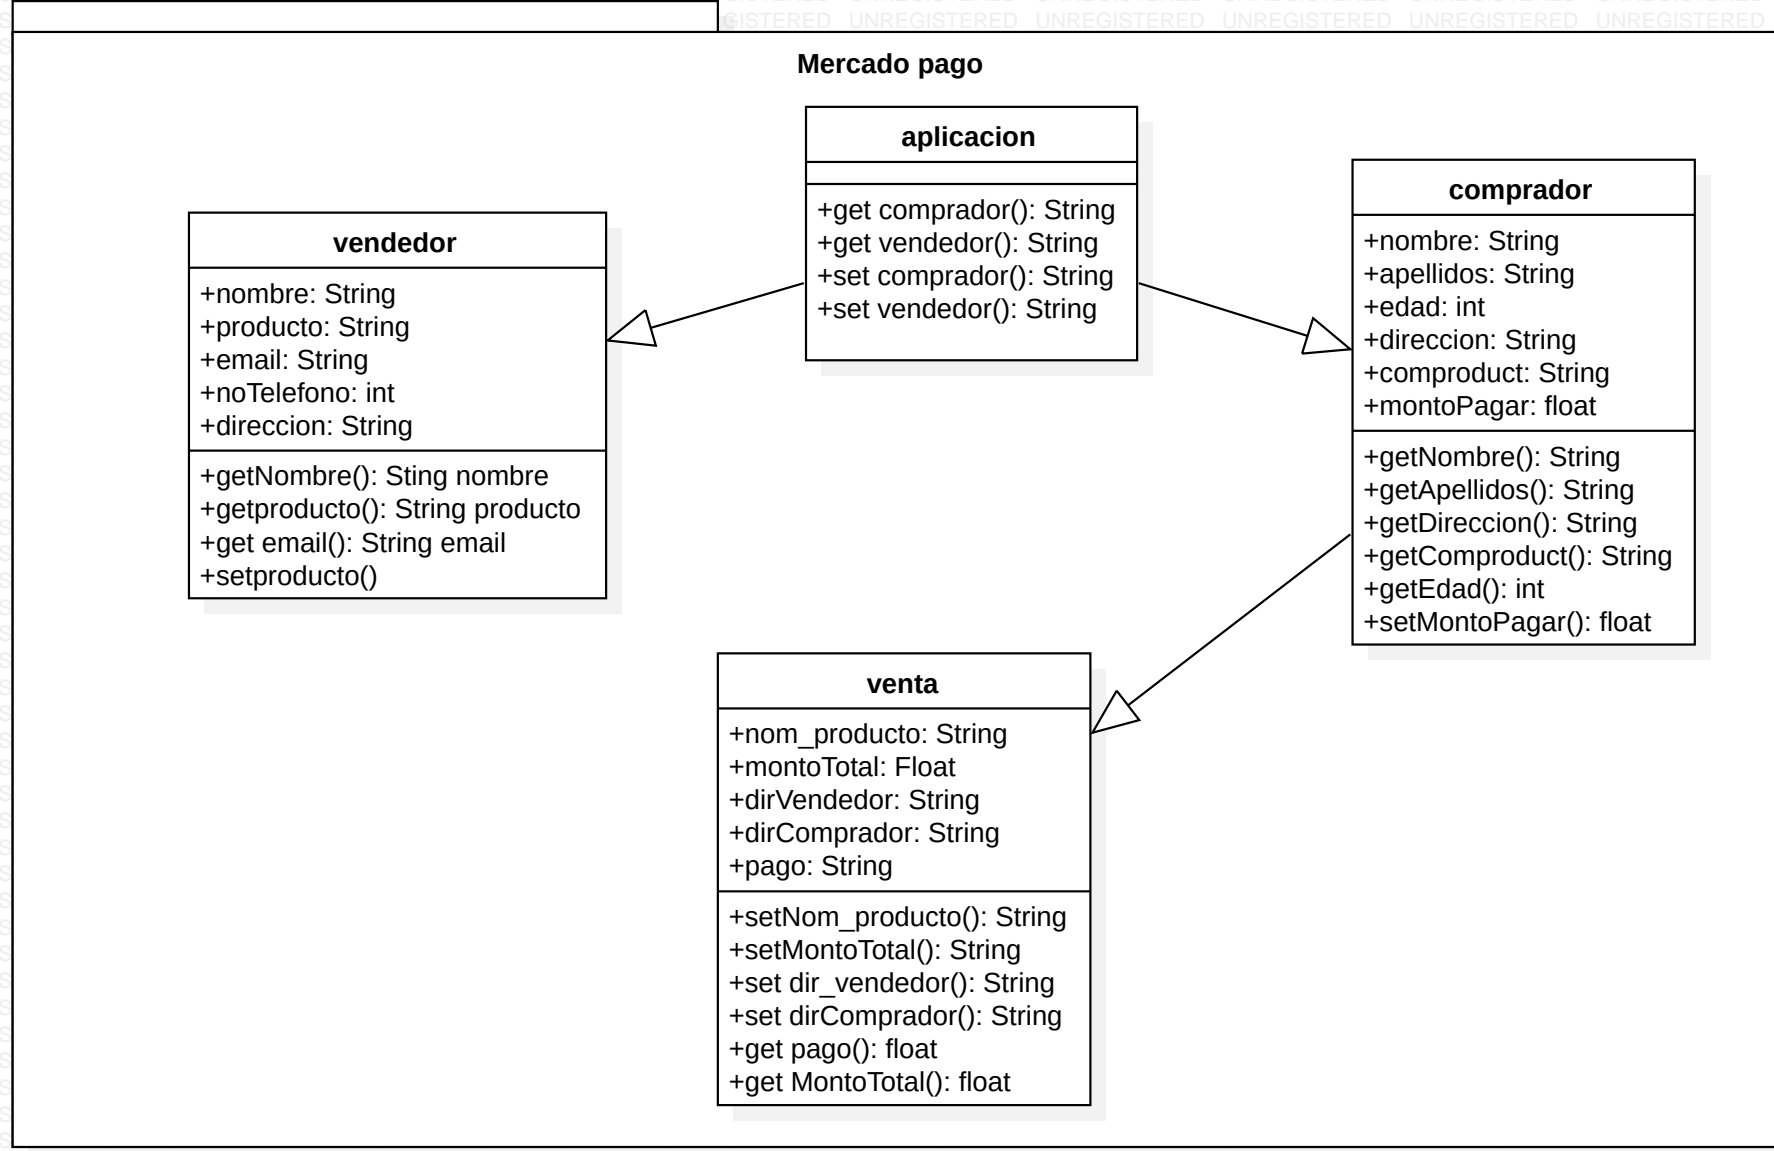 GISTERED UNREGISTERED UNREGISTERED UNREGISTERED UNREGISTERED UNREGISTERED
Mercado pago
aplicacion
+get comprador(): String
+get vendedor(): String
+set comprador(): String
+set vendedor(): String
vendedor
+nombre: String
+producto: String
+email: String
+noTelefono: int
+direccion: String
+getNombre(): Sting nombre
+getproducto(): String producto
+get email(): String email
+setproducto()
comprador
+nombre: String
+apellidos: String
+edad: int
+direccion: String
+comproduct: String
+montoPagar: float
+getNombre(): String
+getApellidos(): String
+getDireccion(): String
+getComproduct(): String
+getEdad(): int
+setMontoPagar(): float
venta
+nom_producto: String
+montoTotal: Float
+dirVendedor: String
+dirComprador: String
+pago: String
+setNom_producto(): String
+setMontoTotal(): String
+set dir_vendedor(): String
+set dirComprador(): String
+get pago(): float
+get MontoTotal(): float